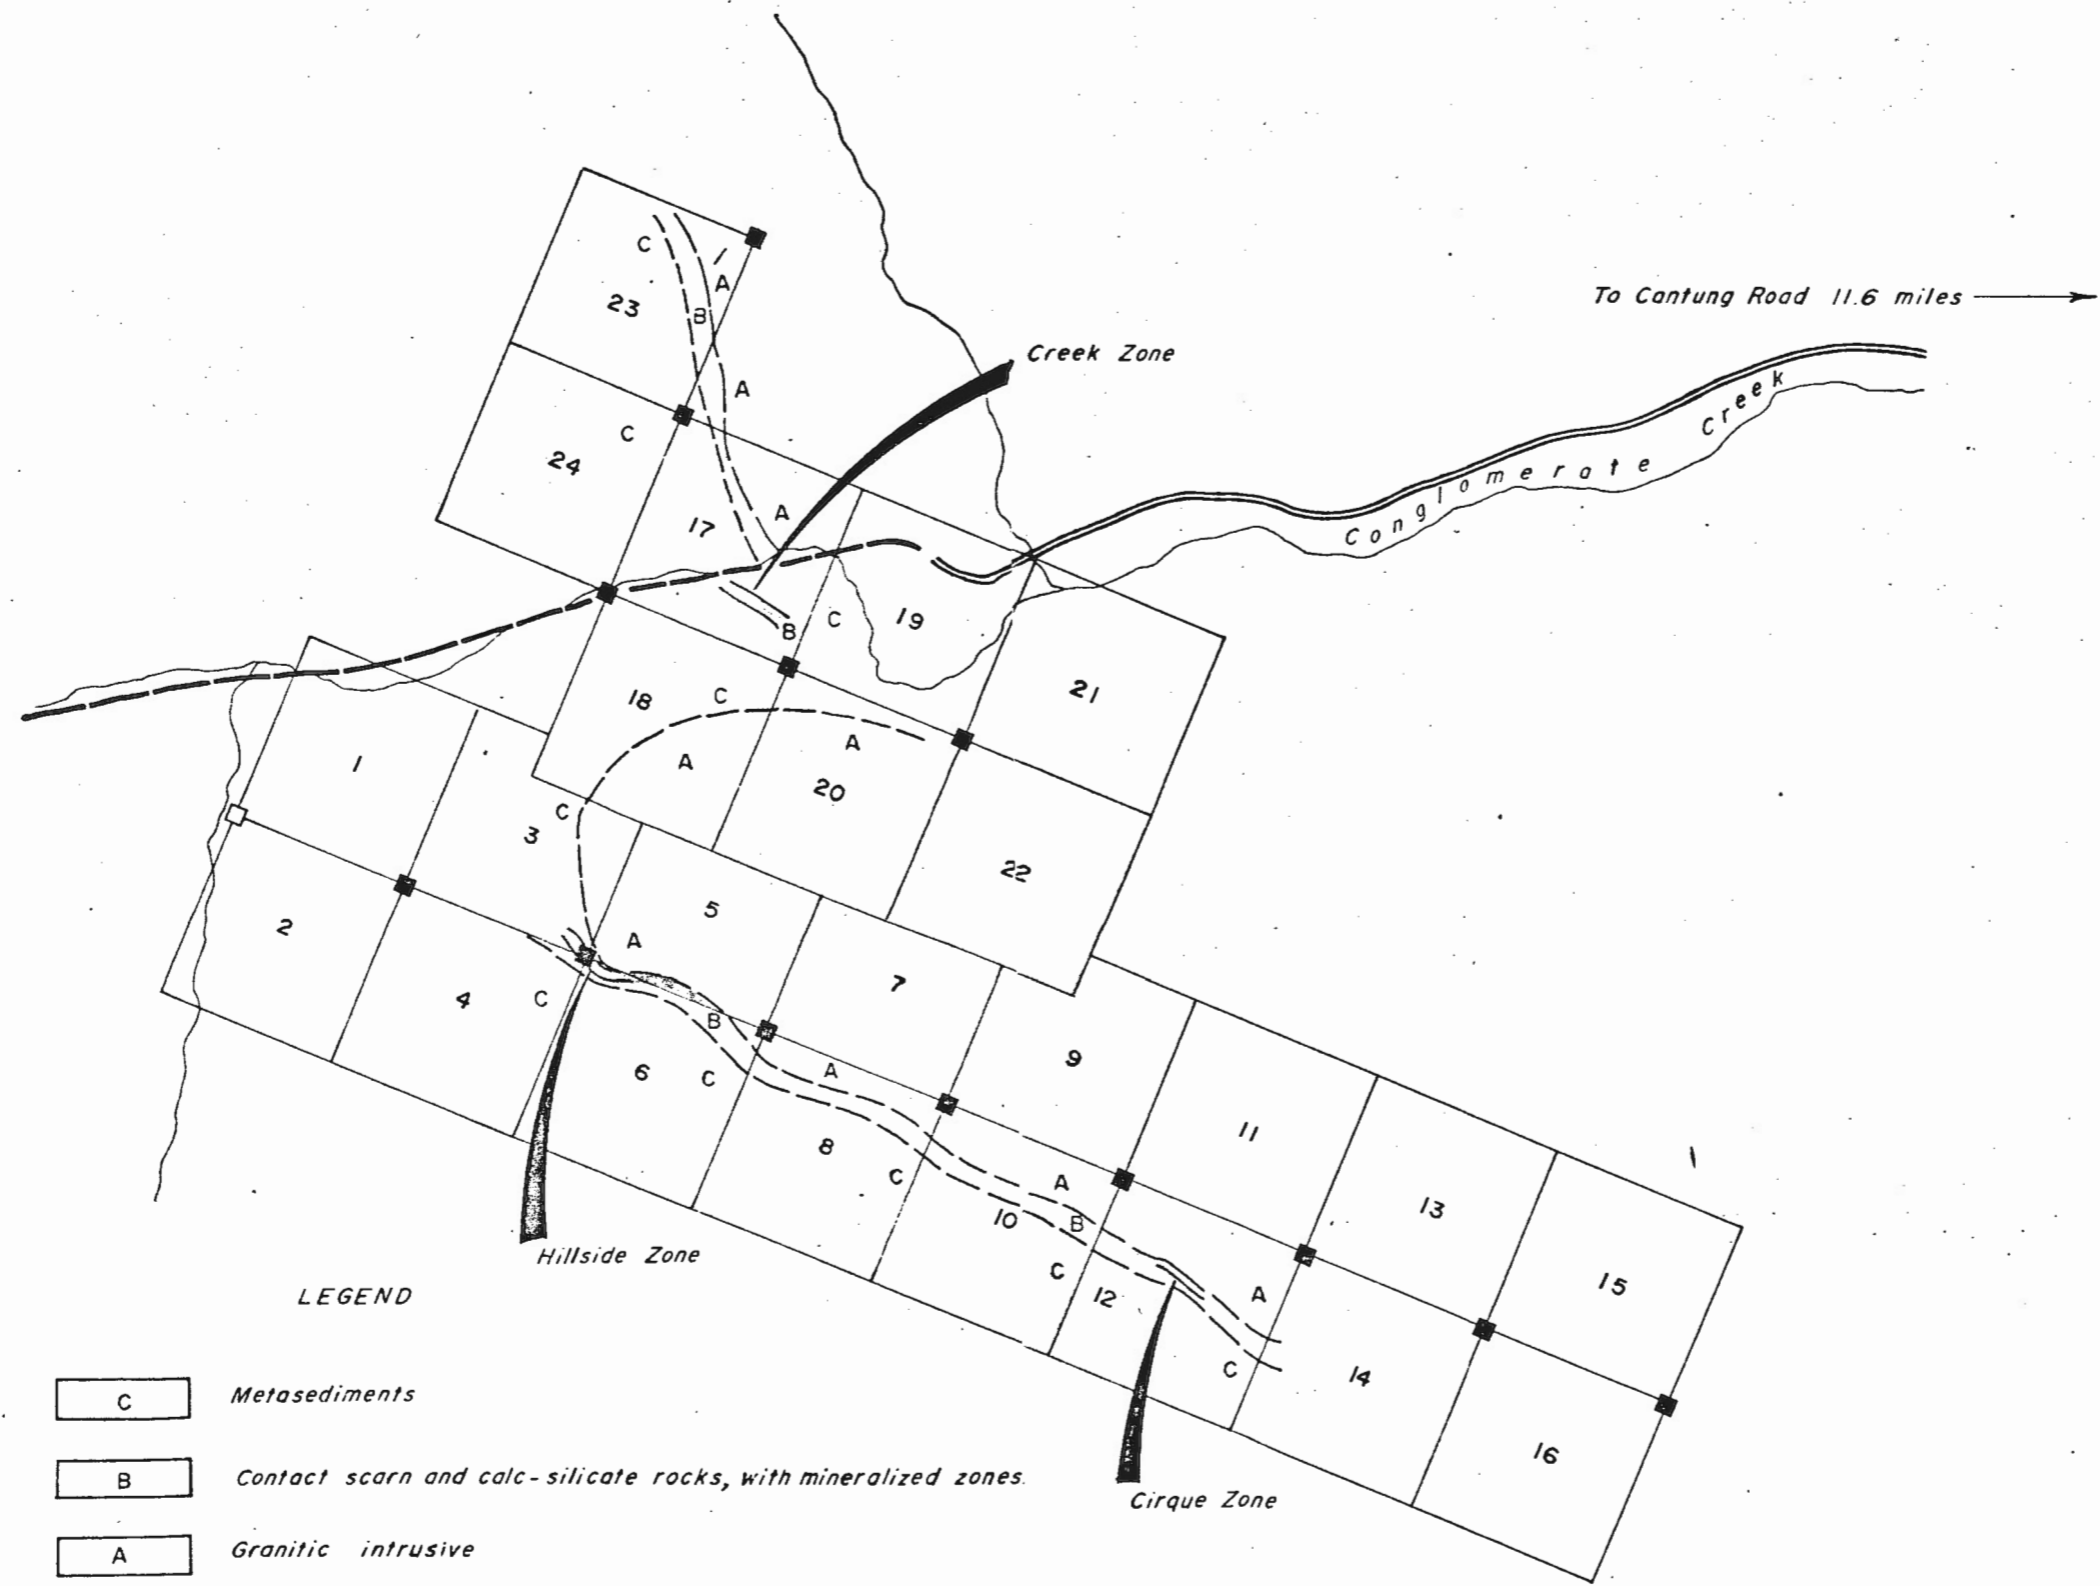 C
A
23
B
To Cantung Road 11.6 miles
Creek Zone
A
C
24
Conglomerate Creek
17
A
B
C
19
18
C
21
A
A
20
1
C
3
22
5
2
A
7
4
C
B
9
6
C
A
11
8
C
A
13
10
B
C
12
A
15
Hillside Zone
C
14
16
Cirque Zone
LEGEND
C Metasediments
B Contact scarn and calc-silicate rocks, with mineralized zones.
A Granitic intrusive